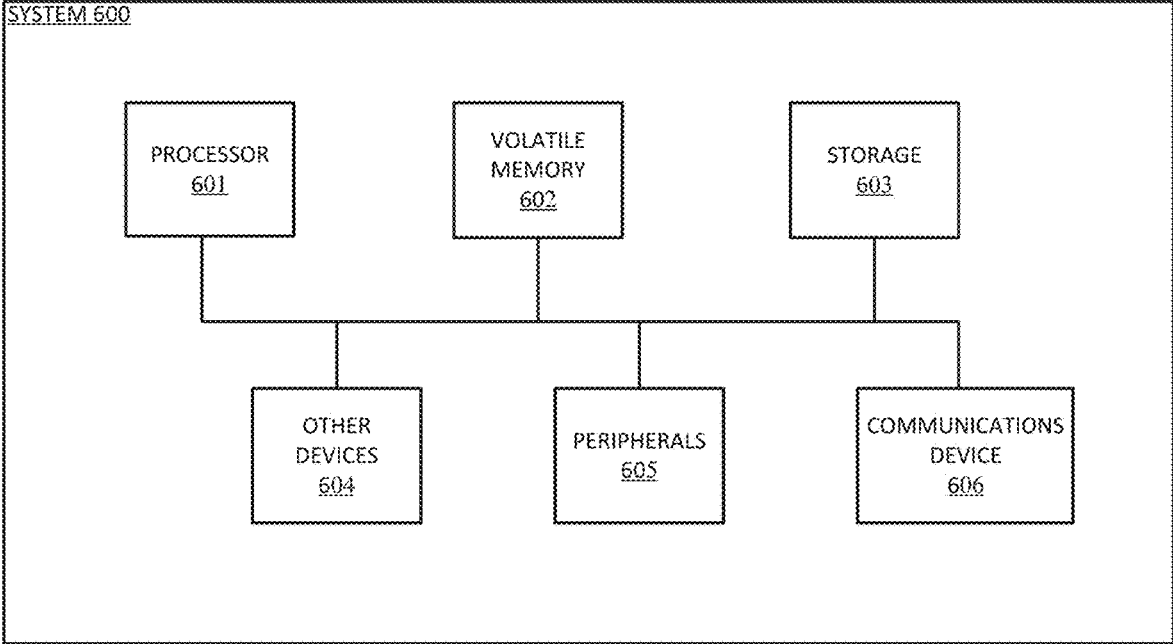 SYSTEM 600
PROCESSOR
601
VOLATILE
MEMORY
602
STORAGE
603
OTHER
DEVICES
604
PERIPHERALS
605
COMMUNICATIONS
DEVICE
606